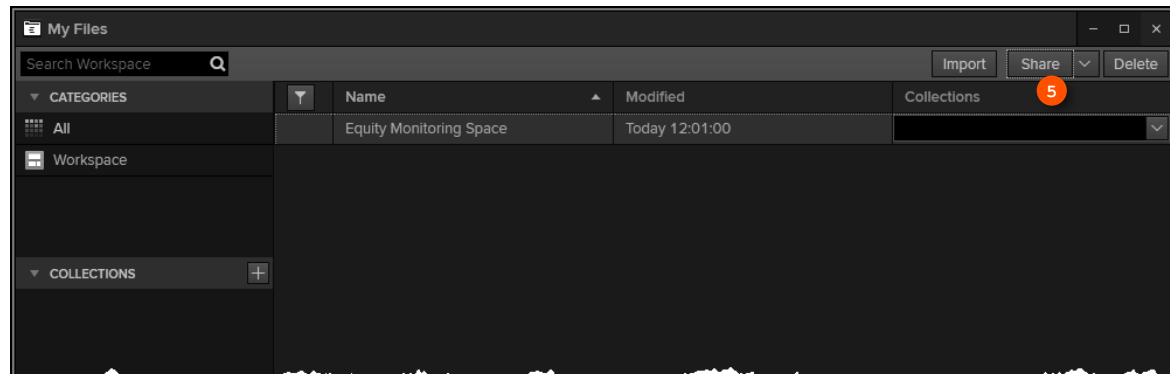 My Files
Search Workspace
Import Share Delete
CATEGORIES Name Modified Collections 5
All Equity Monitoring Space Today 12:01:00
Workspace
COLLECTIONS